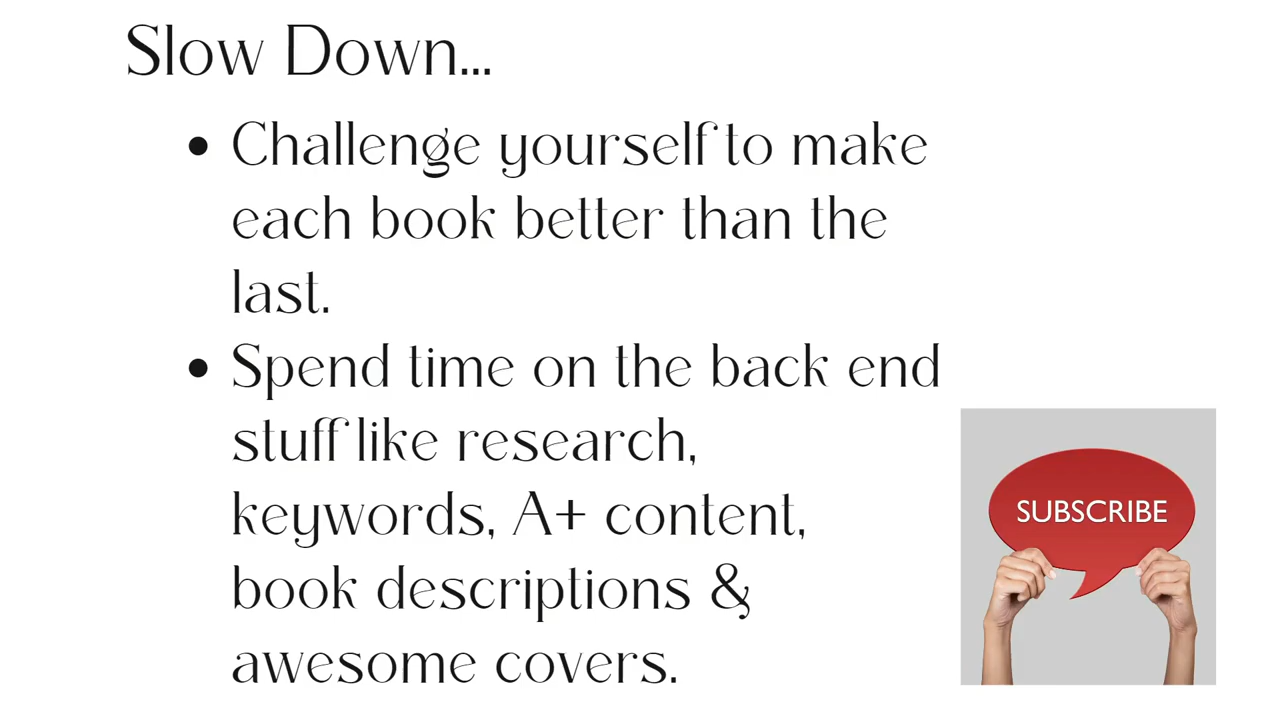 Slow Down...
• Challenge yourself to make
each book better than the
last.
• Spend time on the back end
stuff like research,
keywords, A+ content,
book descriptions &
awesome covers.
SUBSCRIBE